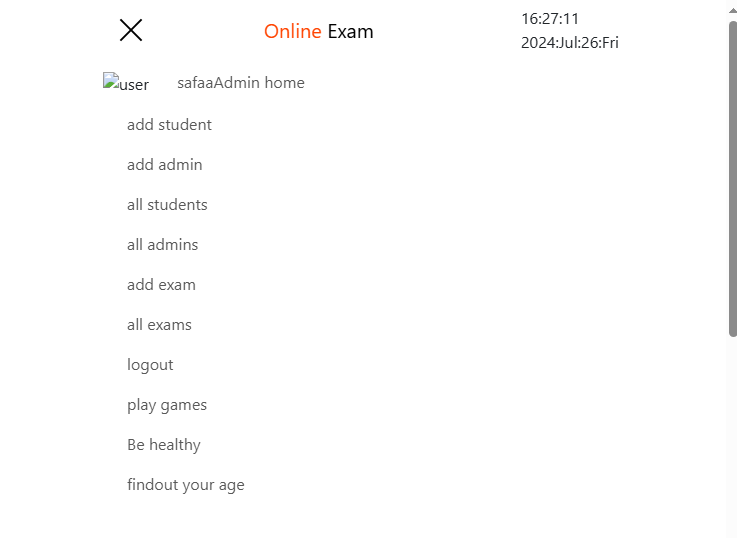 Online Exam
16:27:11
2024:Jul:26:Fri
user
safaaAdmin home
add student
add admin
all students
all admins
add exam
all exams
logout
play games
Be healthy
findout your age